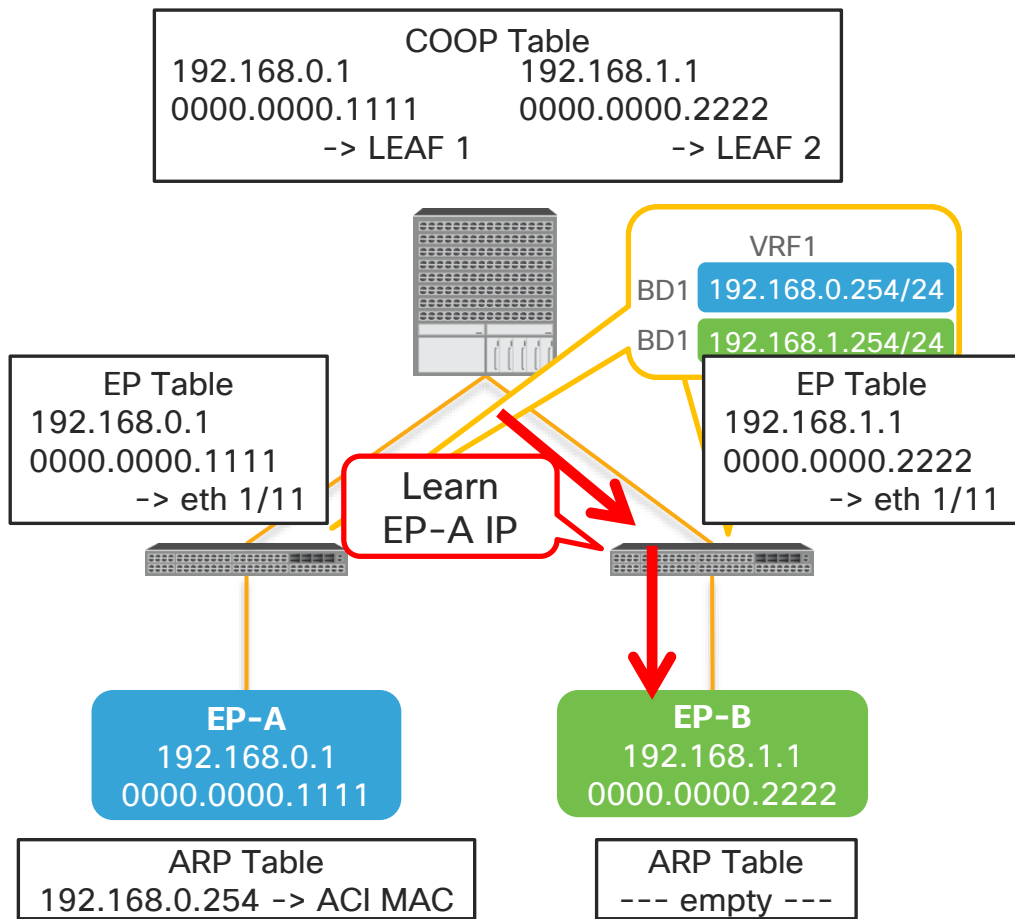 COOP Table
192.168.0.1 192.168.1.1
0000.0000.1111 0000.0000.2222
-> LEAF 1 -> LEAF 2
VRF1
BD1 192.168.0.254/24
BD1 192.168.1.254/24
EP Table
192.168.0.1
0000.0000.1111
-> eth 1/11
EP Table
192.168.1.1
0000.0000.2222
-> eth 1/11
Learn
EP-A IP
EP-A
192.168.0.1
0000.0000.1111
EP-B
192.168.1.1
0000.0000.2222
ARP Table
192.168.0.254 -> ACI MAC
ARP Table
--- empty ---